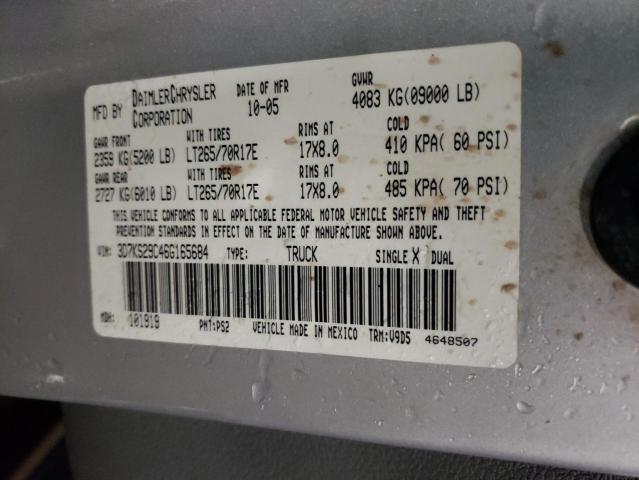 MFD BY DAIMLERCHRYSLER CORPORATION DATE OF MFR 10-05 GVWR 4083 KG(09000 LB)
GAWR FRONT WITH TIRES RIMS AT COLD
2359 KG(5200 LB) LT265/70R17E 17X8.0 410 KPA( 60 PSI)
GAWR REAR WITH TIRES RIMS AT COLD
2727 KG(6010 LB) LT265/70R17E 17X8.0 485 KPA( 70 PSI)
THIS VEHICLE CONFORMS TO ALL APPLICABLE FEDERAL MOTOR VEHICLE SAFETY AND THEFT
PREVENTION STANDARDS IN EFFECT ON THE DATE OF MANUFACTURE SHOWN ABOVE.
VIN: 3D7KS29C46G165684 TYPE: TRUCK SINGLE X DUAL
MDH: 101919 PNT:PS2 VEHICLE MADE IN MEXICO TRM:V9D5 4648507